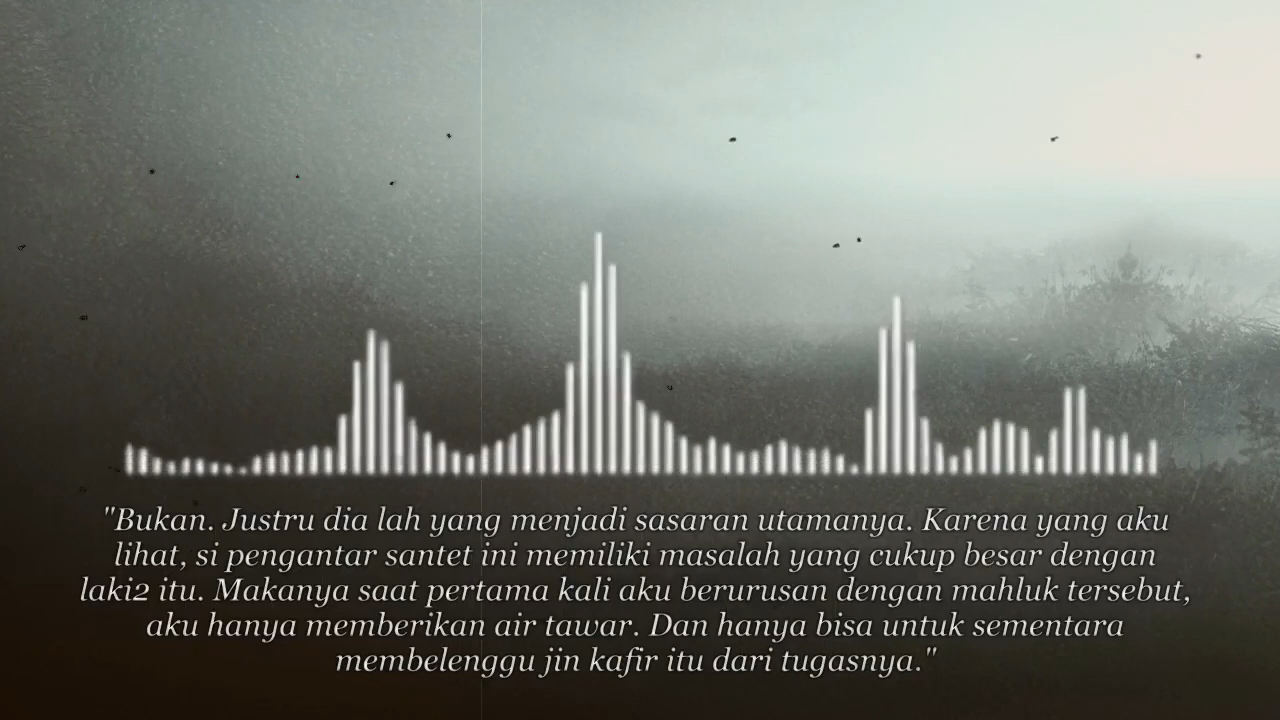 "Bukan. Justru dia lah yang menjadi sasaran utamanya. Karena yang aku
lihat, si pengantar santet ini memiliki masalah yang cukup besar dengan
laki2 itu. Makanya saat pertama kali aku berurusan dengan mahluk tersebut,
aku hanya memberikan air tawar. Dan hanya bisa untuk sementara
membelenggu jin kafir itu dari tugasnya."